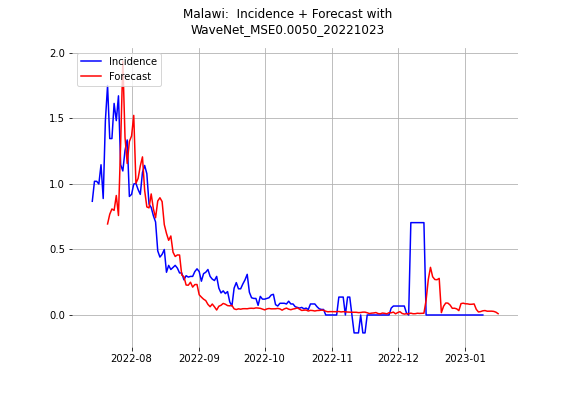 Malawi:  Incidence + Forecast with
WaveNet_MSE0.0050_20221023
2.0
1.5
1.0
0.5
0.0
Incidence
Forecast
2022-08
2022-09
2022-10
2022-11
2022-12
2023-01